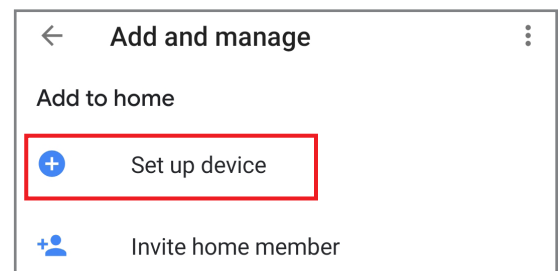 Add and manage
Add to home
Set up device
Invite home member